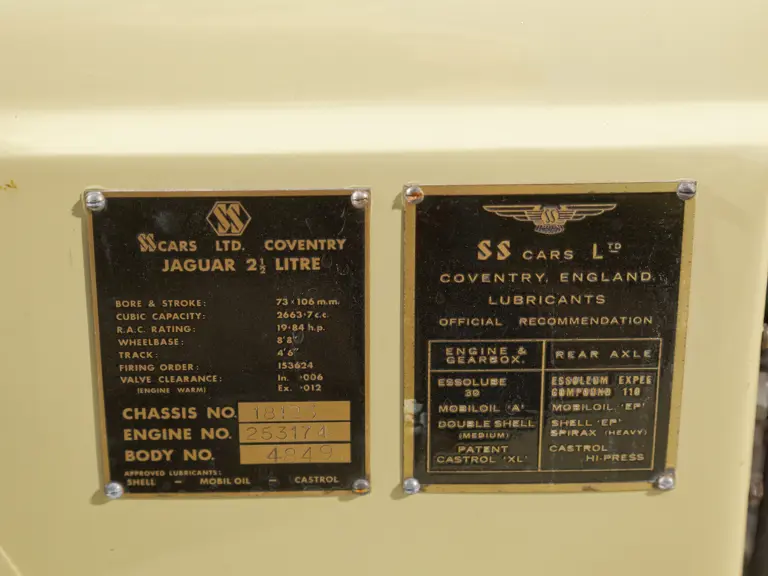 SS
SS CARS LTD. COVENTRY
JAGUAR 2½ LITRE
BORE & STROKE: 73 × 106 m.m.
CUBIC CAPACITY: 2663·7 c.c.
R.A.C. RATING: 19·84 h.p.
WHEELBASE: 8'8"
TRACK: 4'6"
FIRING ORDER: 153624
VALVE CLEARANCE: In. ·006
(ENGINE WARM) Ex. ·012
CHASSIS NO.
ENGINE NO. 253174
BODY NO. 4849
APPROVED LUBRICANTS:
SHELL – MOBIL OIL – CASTROL
SS
SS CARS LTD
COVENTRY, ENGLAND.
LUBRICANTS
OFFICIAL RECOMMENDATION
ENGINE & GEARBOX.
REAR AXLE
ESSOLUBE 30
ESSOLEUM EXPEE COMPOUND 110
MOBILOIL 'A'
MOBILOIL 'EP'
DOUBLE SHELL (MEDIUM)
SHELL 'EP' SPIRAX (HEAVY)
PATENT CASTROL 'XL'
CASTROL HI-PRESS